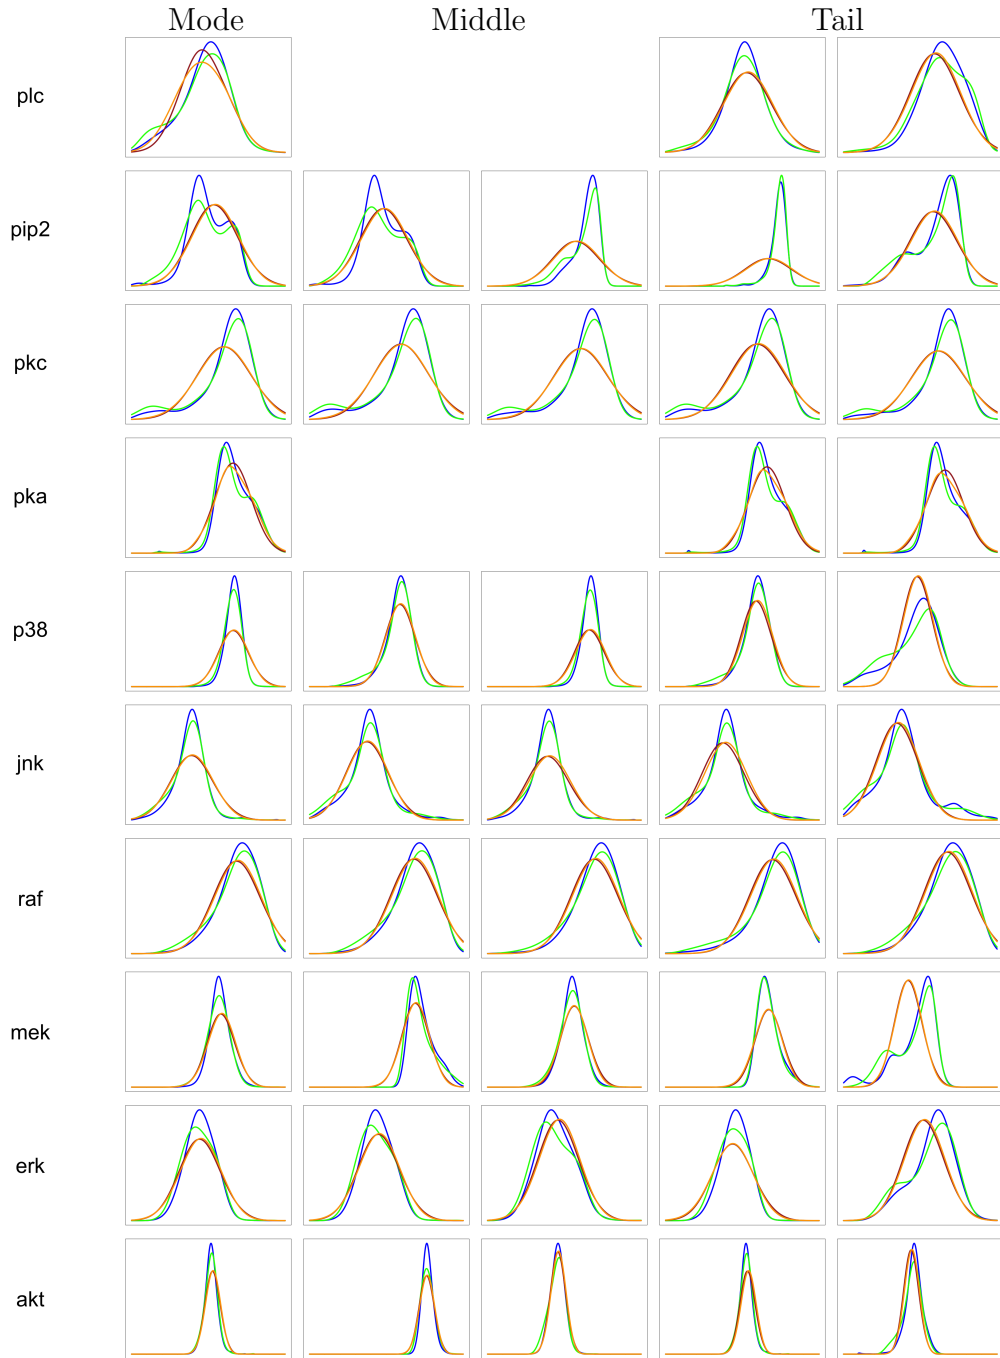 Mode Middle Tail
plc
pip2
pkc
pka
p38
jnk
raf
mek
erk
akt